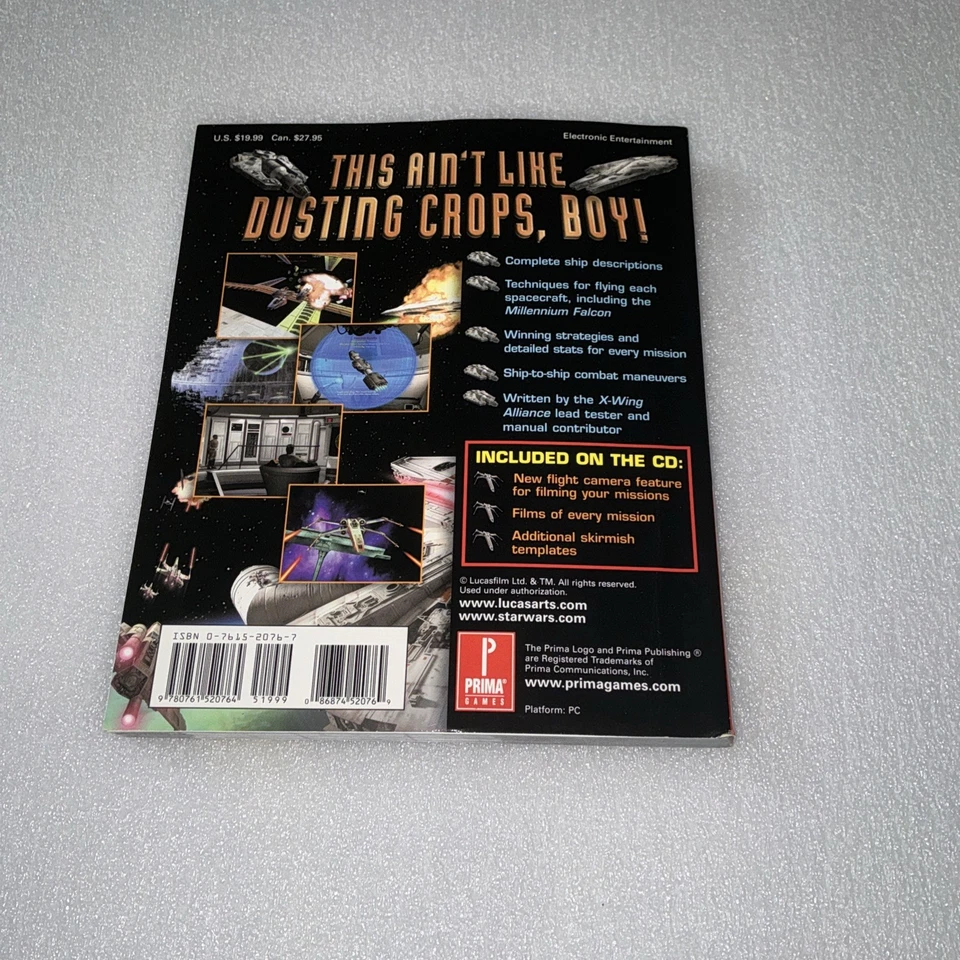 U.S. $19.99 Can. $27.95
Electronic Entertainment
THIS AIN'T LIKE
DUSTING CROPS, BOY!
Complete ship descriptions
Techniques for flying each
spacecraft, including the
Millennium Falcon
Winning strategies and
detailed stats for every mission
Ship-to-ship combat maneuvers
Written by the X-Wing
Alliance lead tester and
manual contributor
INCLUDED ON THE CD:
New flight camera feature
for filming your missions
Films of every mission
Additional skirmish
templates
© Lucasfilm Ltd. & TM. All rights reserved.
Used under authorization.
www.lucasarts.com
www.starwars.com
ISBN 0-7615-2076-7
9 780761 520764
51999
0 86874 52076 9
P
PRIMA®
GAMES
The Prima Logo and Prima Publishing ®
are Registered Trademarks of
Prima Communications, Inc.
www.primagames.com
Platform: PC